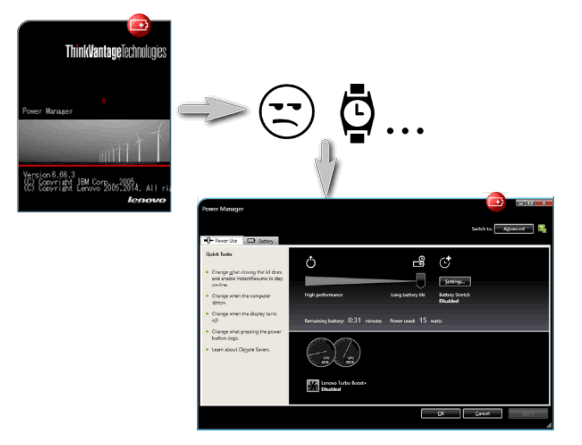 ThinkVantage Technologies
Power Manager
Version 6.66.3
(C) Copyright IBM Corp. 2005
(C) Copyright Lenovo 2005,2014. All ri
lenovo
...
Power Manager
Switch to: Advanced
Power Use Battery
Quick Tasks
Change what closing the lid does
and enable InstantResume to stay
on-line.
Change when the computer
sleeps.
Change when the display turns
off.
Change what pressing the power
button does.
Learn about Climate Savers.
High performance
Long battery life
Settings...
Battery Stretch
Disabled
Remaining battery: 0:31 minutes Power used: 15 watts
Lenovo Turbo Boost+
Disabled
OK Cancel